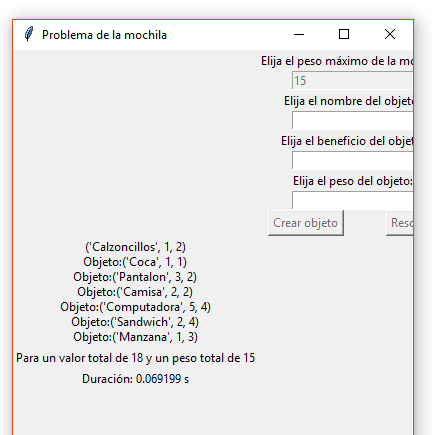 Problema de la mochila
Elija el peso máximo de la mo
15
Elija el nombre del objeto
Elija el beneficio del objet
Elija el peso del objeto:
Crear objeto
Reso
('Calzoncillos', 1, 2)
Objeto:('Coca', 1, 1)
Objeto:('Pantalon', 3, 2)
Objeto:('Camisa', 2, 2)
Objeto:('Computadora', 5, 4)
Objeto:('Sandwich', 2, 4)
Objeto:('Manzana', 1, 3)
Para un valor total de 18 y un peso total de 15
Duración: 0.069199 s